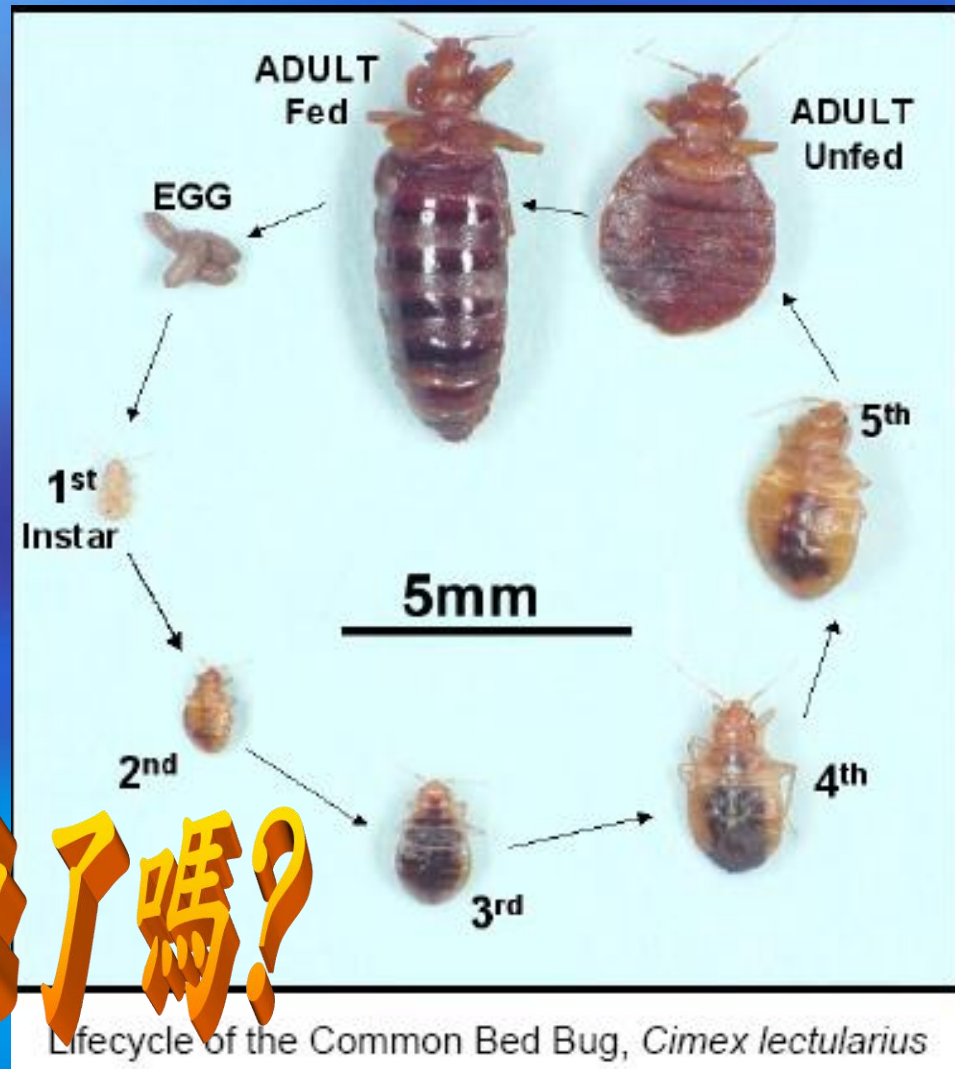 ADULT
Fed
ADULT
Unfed
EGG
5th
1st
Instar
5mm
2nd
4th
3rd
了嗎?
Lifecycle of the Common Bed Bug, Cimex lectularius